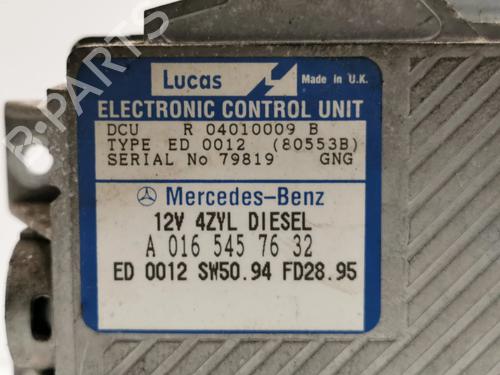 Lucas Made in U.K.
ELECTRONIC CONTROL UNIT
DCU R 04010009 B
TYPE ED 0012 (80553B)
SERIAL No 79819 GNG
Mercedes-Benz
12V 4ZYL DIESEL
A 016 545 76 32
ED 0012 SW50.94 FD28.95